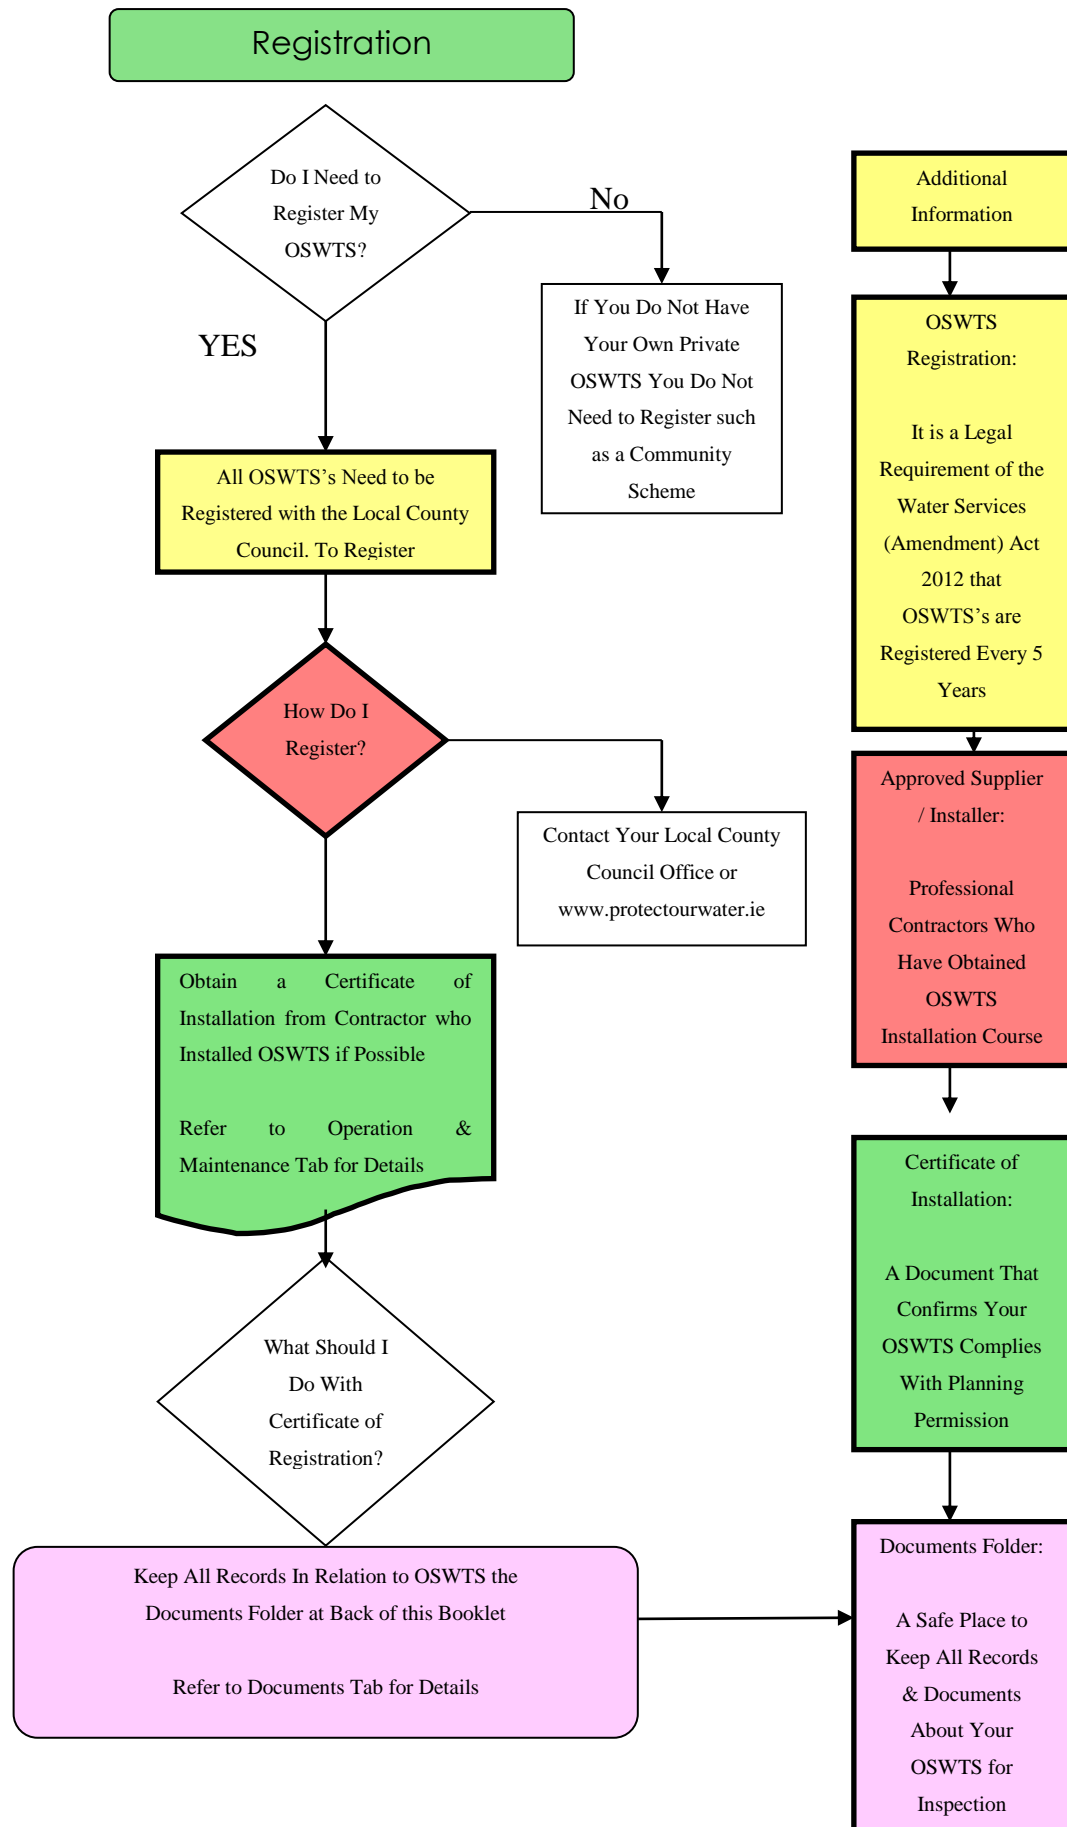 Registration
Do I Need to
Register My
OSWTS?
No
YES
If You Do Not Have
Your Own Private
OSWTS You Do Not
Need to Register such
as a Community
Scheme
All OSWTS’s Need to be
Registered with the Local County
Council. To Register
How Do I
Register?
Contact Your Local County
Council Office or
www.protectourwater.ie
Obtain a Certificate of
Installation from Contractor who
Installed OSWTS if Possible
Refer to Operation &
Maintenance Tab for Details
What Should I
Do With
Certificate of
Registration?
Keep All Records In Relation to OSWTS the
Documents Folder at Back of this Booklet
Refer to Documents Tab for Details
Additional
Information
OSWTS
Registration:
It is a Legal
Requirement of the
Water Services
(Amendment) Act
2012 that
OSWTS’s are
Registered Every 5
Years
Approved Supplier
/ Installer:
Professional
Contractors Who
Have Obtained
OSWTS
Installation Course
Certificate of
Installation:
A Document That
Confirms Your
OSWTS Complies
With Planning
Permission
Documents Folder:
A Safe Place to
Keep All Records
& Documents
About Your
OSWTS for
Inspection